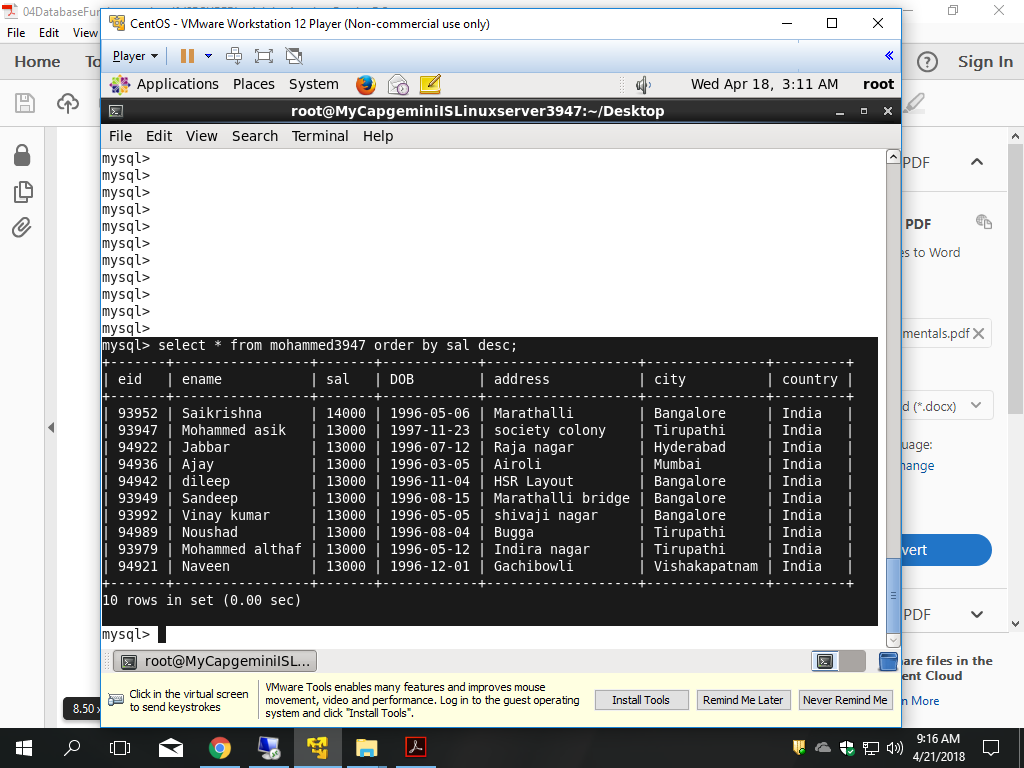 04DatabaseFun
CentOS - VMware Workstation 12 Player (Non-commercial use only)
File Edit View
Player
Home To
Sign In
Applications Places System
Wed Apr 18, 3:11 AM root
root@MyCapgeminiISLinuxserver3947:~/Desktop
File Edit View Search Terminal Help
mysql>
mysql>
mysql>
mysql>
mysql>
mysql>
mysql>
mysql>
mysql>
mysql>
mysql>
mysql> select * from mohammed3947 order by sal desc;
+-------+----------------+-------+------------+-------------------+---------------+---------+
| eid | ename | sal | DOB | address | city | country |
+-------+----------------+-------+------------+-------------------+---------------+---------+
| 93952 | Saikrishna | 14000 | 1996-05-06 | Marathalli | Bangalore | India |
| 93947 | Mohammed asik | 13000 | 1997-11-23 | society colony | Tirupathi | India |
| 94922 | Jabbar | 13000 | 1996-07-12 | Raja nagar | Hyderabad | India |
| 94936 | Ajay | 13000 | 1996-03-05 | Airoli | Mumbai | India |
| 94942 | dileep | 13000 | 1996-11-04 | HSR Layout | Bangalore | India |
| 93949 | Sandeep | 13000 | 1996-08-15 | Marathalli bridge | Bangalore | India |
| 93992 | Vinay kumar | 13000 | 1996-05-05 | shivaji nagar | Bangalore | India |
| 94989 | Noushad | 13000 | 1996-08-04 | Bugga | Tirupathi | India |
| 93979 | Mohammed althaf | 13000 | 1996-05-12 | Indira nagar | Tirupathi | India |
| 94921 | Naveen | 13000 | 1996-12-01 | Gachibowli | Vishakapatnam | India |
+-------+----------------+-------+------------+-------------------+---------------+---------+
10 rows in set (0.00 sec)
mysql>
PDF
PDF
es to Word
mentals.pdf
d (*.docx)
uage:
hange
vert
PDF
are files in the
ent Cloud
n More
root@MyCapgeminiISL...
Click in the virtual screen
to send keystrokes
VMware Tools enables many features and improves mouse
movement, video and performance. Log in to the guest operating
system and click "Install Tools".
Install Tools
Remind Me Later
Never Remind Me
8.50 x
9:16 AM
4/21/2018